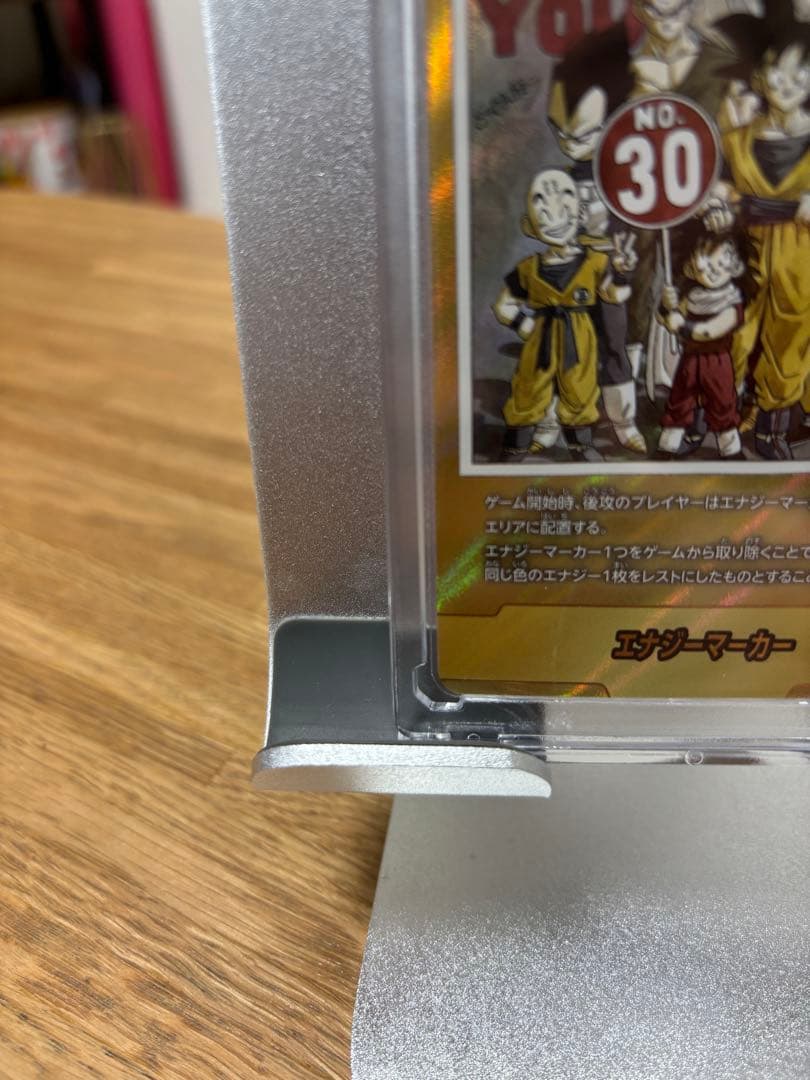 YOU
NO.
30
ゲーム開始時、後攻のプレイヤーはエナジーマー
エリアに配置する。
エナジーマーカー1つをゲームから取り除くことで
同じ色のエナジー1枚をレストにしたものとするこ
エナジーマーカー